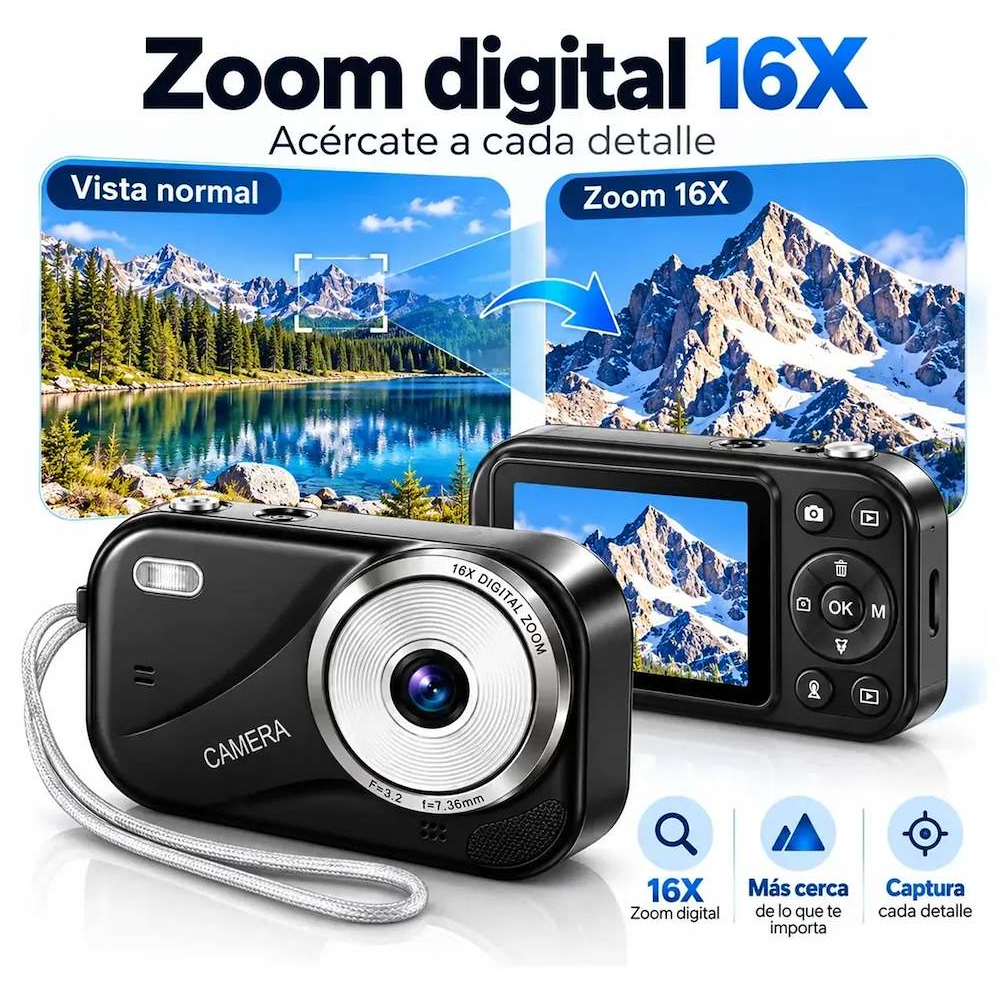 Zoom digital 16X
Acércate a cada detalle
Vista normal
Zoom 16X
16X DIGITAL ZOOM
CAMERA
F=3.2 f=7.36mm
OK
M
16X
Zoom digital
Más cerca
de lo que te
importa
Captura
cada detalle